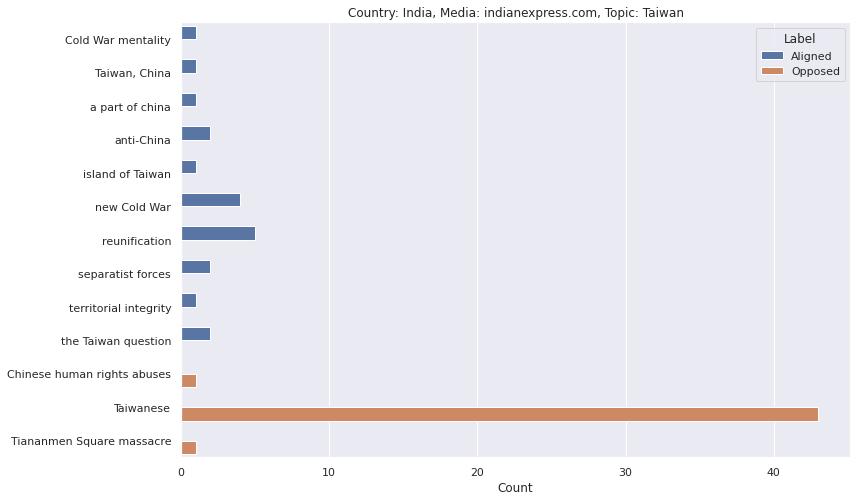 Country: India, Media: indianexpress.com, Topic: Taiwan
Label
Aligned
Opposed
Cold War mentality
Taiwan, China
a part of china
anti-China
island of Taiwan
new Cold War
reunification
separatist forces
territorial integrity
the Taiwan question
Chinese human rights abuses
Taiwanese
Tiananmen Square massacre
0 10 20 30 40
Count